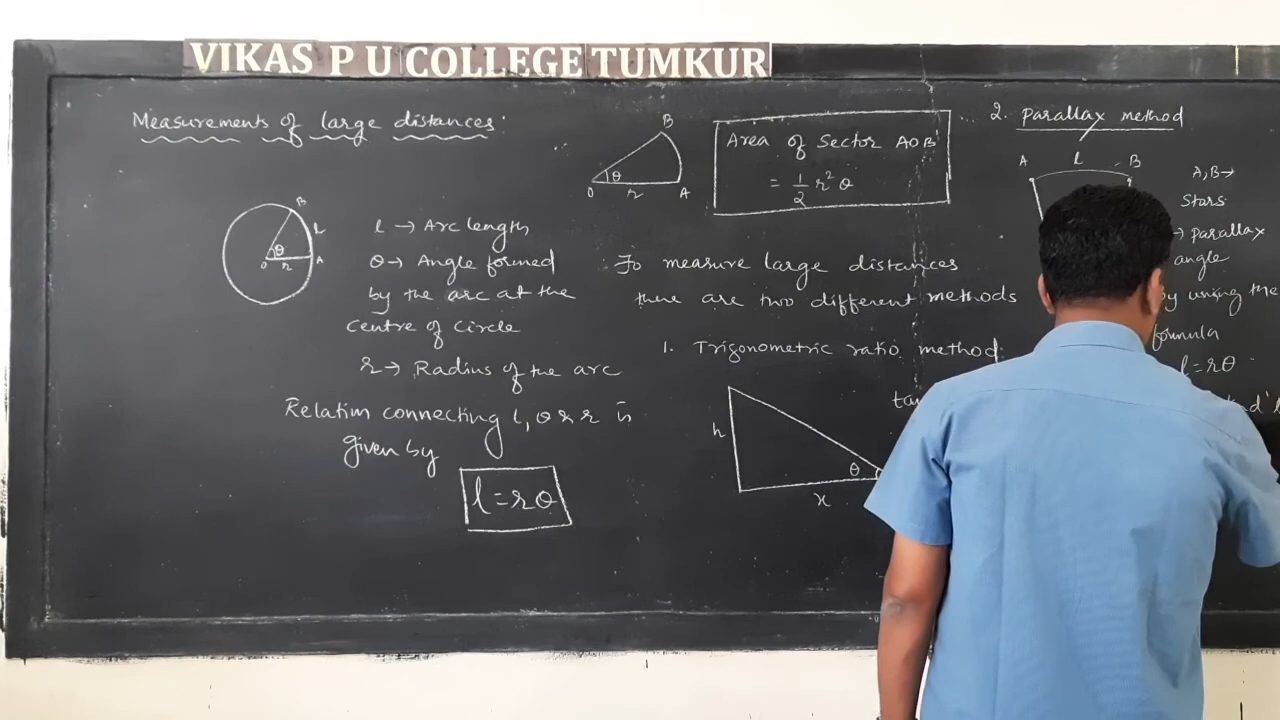 VIKAS P U COLLEGE TUMKUR
Measurements of large distances:
B
O
θ
r
A
Area of Sector AOB
= 1/2 r²θ
B
l
θ
O
r
A
l → Arc length
θ → Angle formed
by the arc at the
Centre of Circle
r → Radius of the arc
Relation connecting l, θ & r is
given by
l = rθ
To measure large distances
there are two different methods
1. Trigonometric ratio method
h
θ
x
tan
2. Parallax method
A
l
B
A, B →
Stars
→ parallax
angle
by using the
formula
l = rθ